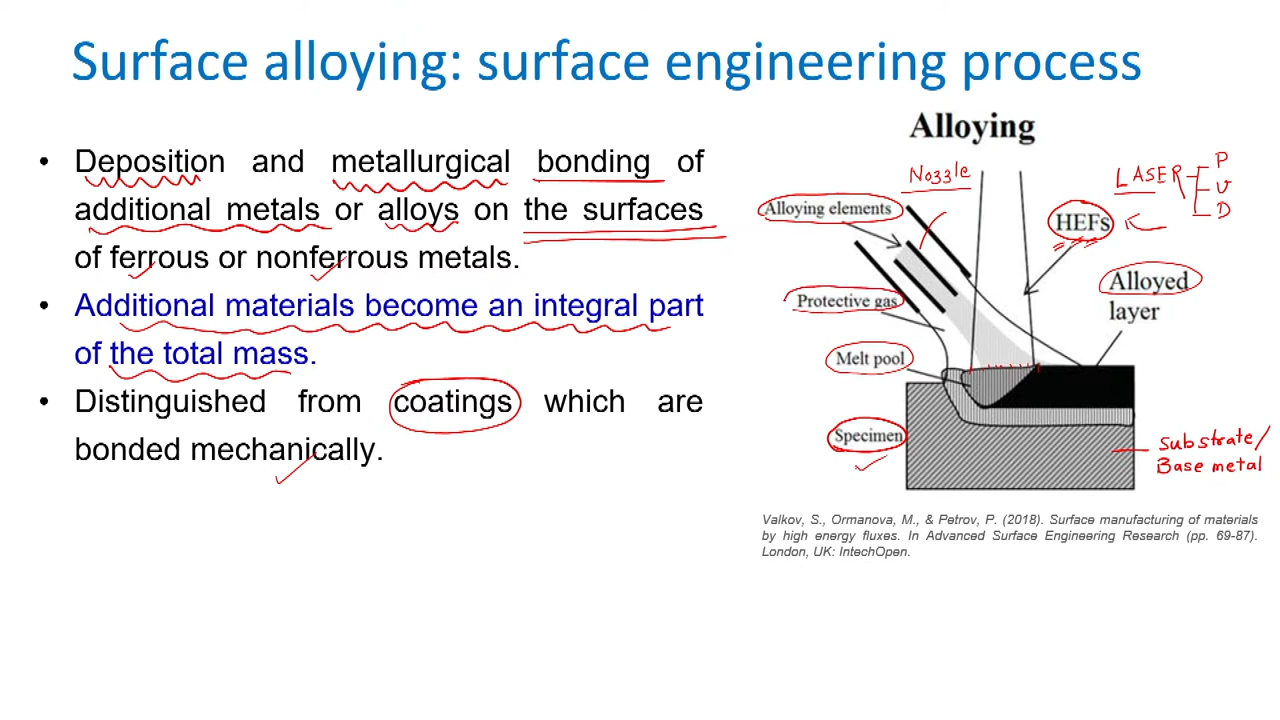 Surface alloying: surface engineering process
• Deposition and metallurgical bonding of
additional metals or alloys on the surfaces
of ferrous or nonferrous metals.
• Additional materials become an integral part
of the total mass.
• Distinguished from coatings which are
bonded mechanically.
Alloying
Nozzle
LASER
P
V
D
Alloying elements
HEFs
Protective gas
Alloyed
layer
Melt pool
Specimen
Substrate/
Base metal
Valkov, S., Ormanova, M., & Petrov, P. (2018). Surface manufacturing of materials
by high energy fluxes. In Advanced Surface Engineering Research (pp. 69-87).
London, UK: IntechOpen.